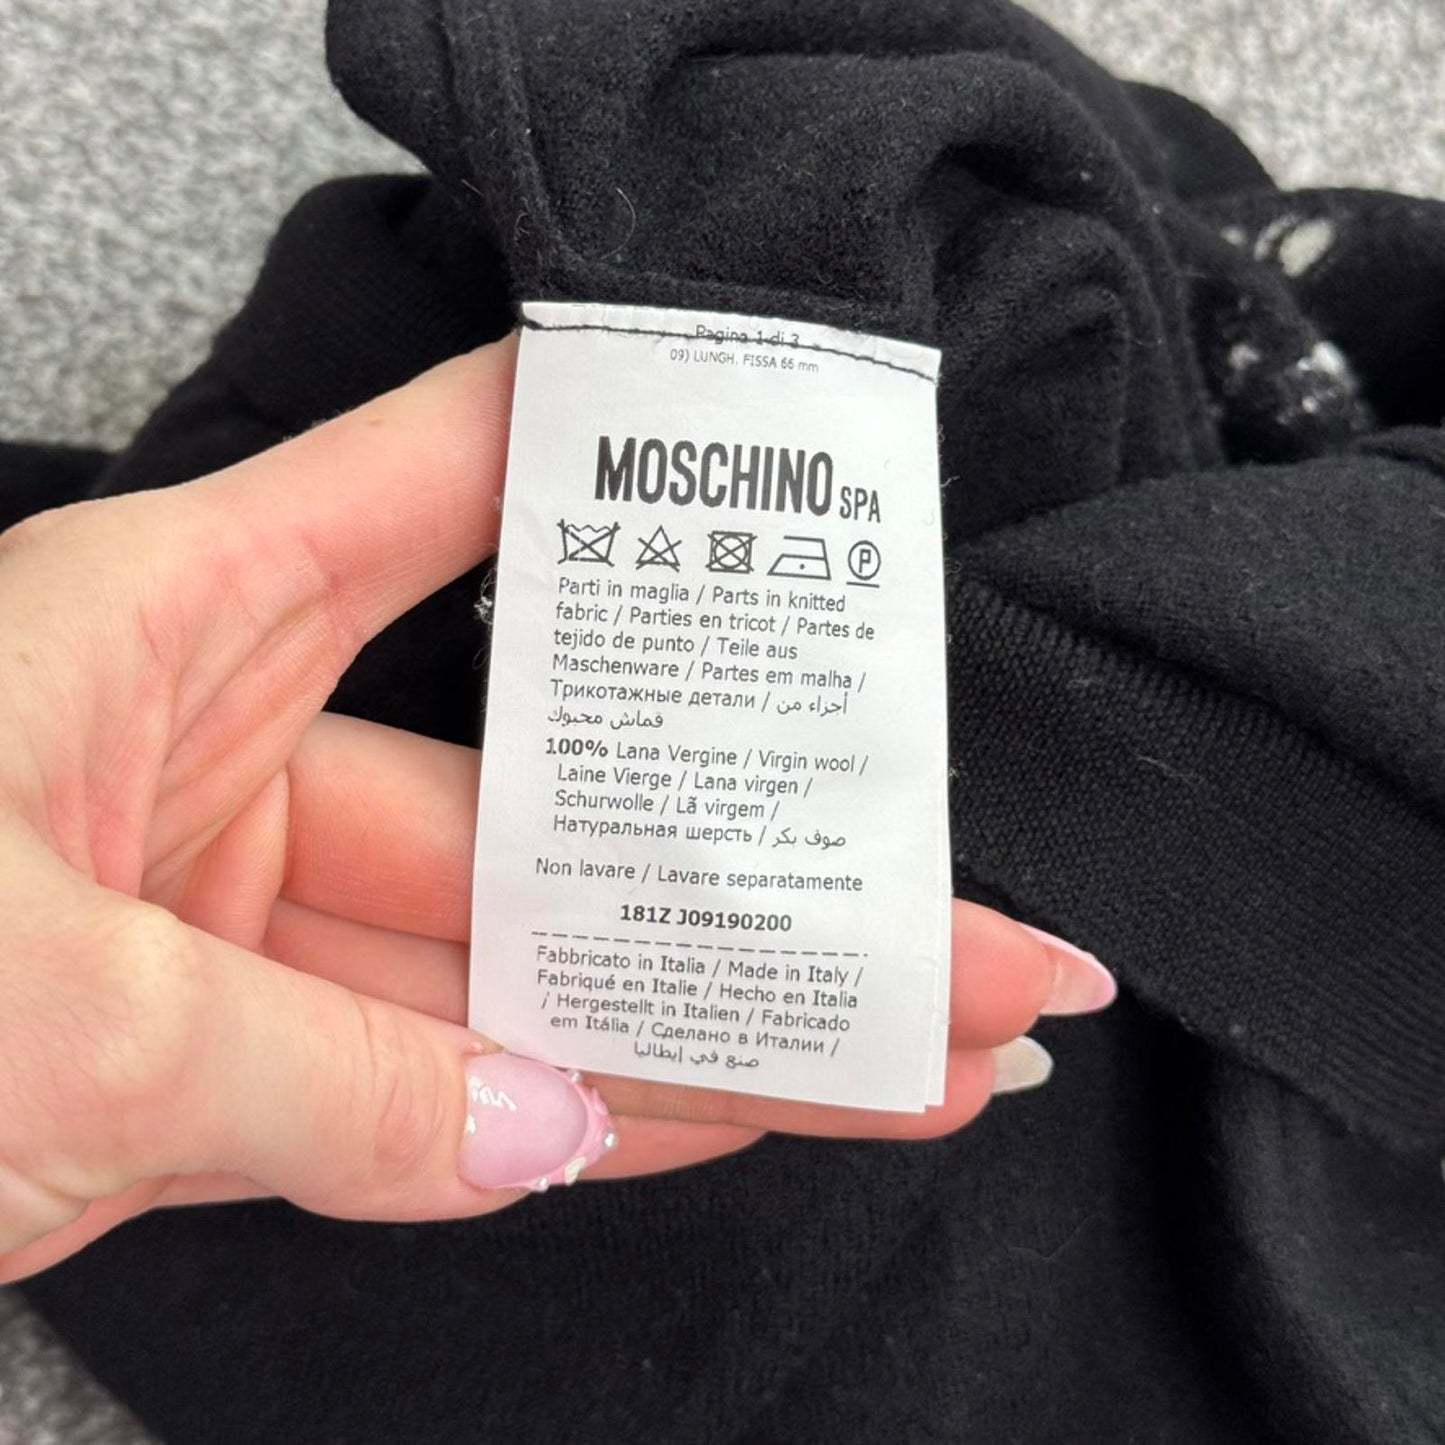 Pagina 1 di 3
09) LUNGH. FISSA 66 mm
MOSCHINO SPA
P
Parti in maglia / Parts in knitted
fabric / Parties en tricot / Partes de
tejido de punto / Teile aus
Maschenware / Partes em malha /
Трикотажные детали / أجزاء من
قماش محبوك
100% Lana Vergine / Virgin wool /
Laine Vierge / Lana virgen /
Schurwolle / Lã virgem /
Натуральная шерсть / صوف بكر
Non lavare / Lavare separatamente
181Z J09190200
Fabbricato in Italia / Made in Italy /
Fabriqué en Italie / Hecho en Italia
/ Hergestellt in Italien / Fabricado
em Itália / Сделано в Италии /
صنع في إيطاليا